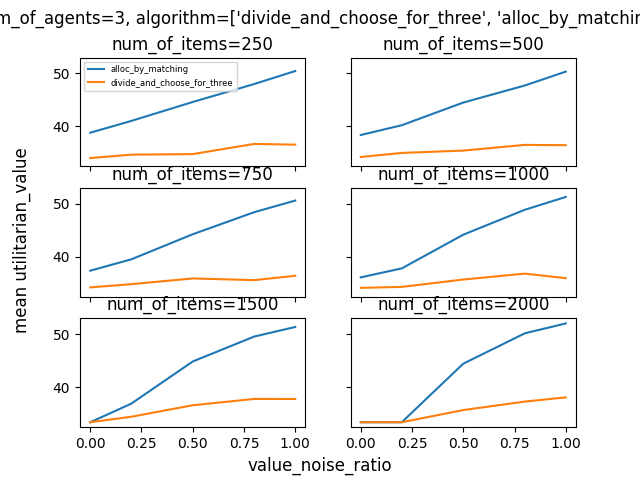 m_of_agents=3, algorithm=['divide_and_choose_for_three', 'alloc_by_matchin
num_of_items=250
num_of_items=500
50
40
alloc_by_matching
divide_and_choose_for_three
num_of_items=750
num_of_items=1000
50
40
num_of_items=1500
num_of_items=2000
50
40
0.00 0.25 0.50 0.75 1.00
0.00 0.25 0.50 0.75 1.00
mean utilitarian_value
value_noise_ratio